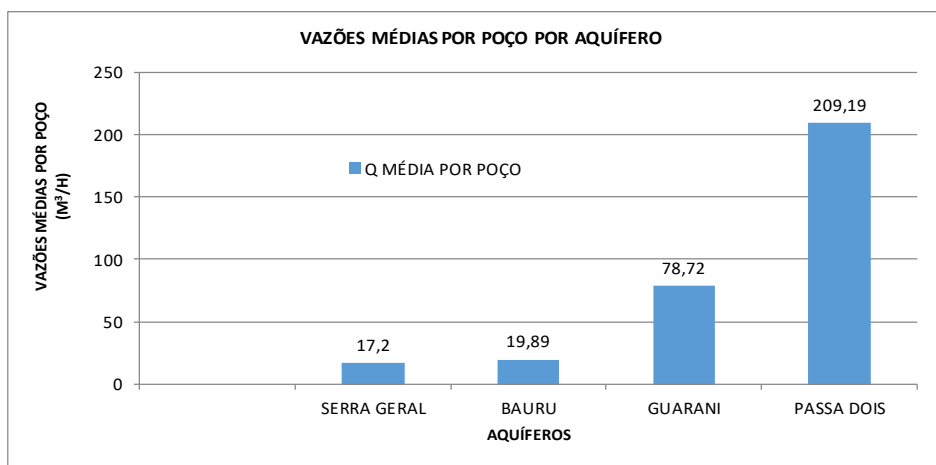 VAZÕES MÉDIAS POR POÇO POR AQUÍFERO
VAZÕES MÉDIAS POR POÇO
(M³/H)
250
200
150
100
50
0
Q MÉDIA POR POÇO
17,2
19,89
78,72
209,19
SERRA GERAL
BAURU
GUARANI
PASSA DOIS
AQUÍFEROS